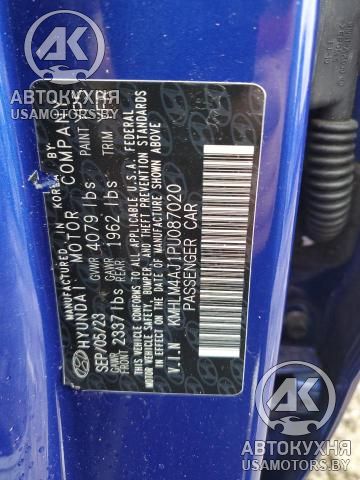 MANUFACTURED IN KOREA BY
HYUNDAI MOTOR COMPANY
SEP/05/23
PAINT
TRIM
GVWR 4079 lbs
GAWR FRONT 2337 lbs
GAWR REAR 1962 lbs
THIS VEHICLE CONFORMS TO ALL APPLICABLE U.S.A. FEDERAL
MOTOR VEHICLE SAFETY, BUMPER, AND THEFT PREVENTION STANDARDS
IN EFFECT ON THE DATE OF MANUFACTURE SHOWN ABOVE.
V.I.N KMHLM4AJ1PU087020
PASSENGER CAR
АВТОКУХНЯ
USAMOTORS.BY
АВТОКУХНЯ
USAMOTORS.BY